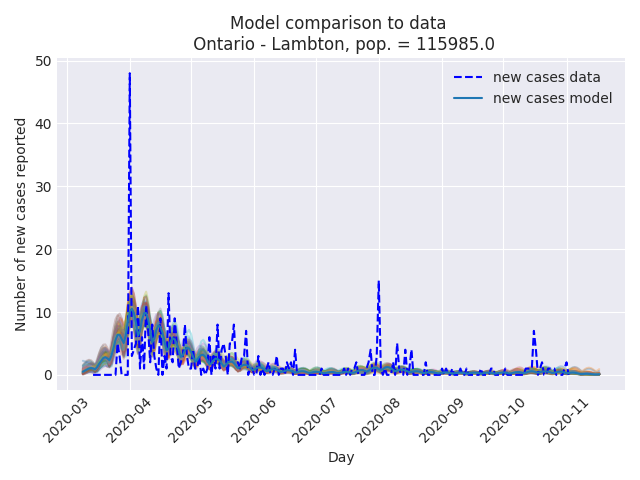 Model comparison to data
Ontario - Lambton, pop. = 115985.0
new cases data
new cases model
Number of new cases reported
50
40
30
20
10
0
2020-03
2020-04
2020-05
2020-06
2020-07
2020-08
2020-09
2020-10
2020-11
Day